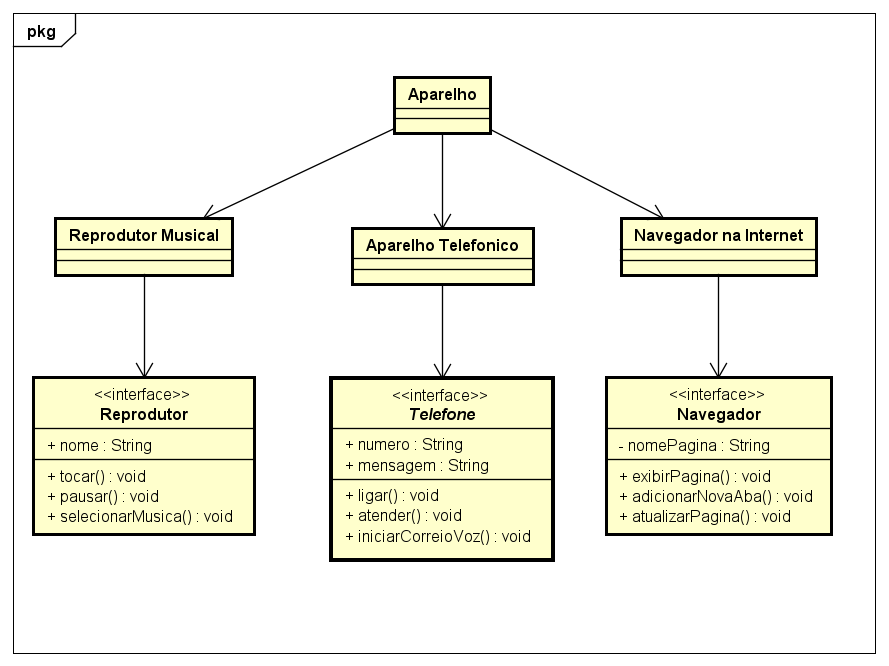 pkg
Aparelho
Reprodutor Musical
Aparelho Telefonico
Navegador na Internet
<<interface>>
Reprodutor
+ nome : String
+ tocar() : void
+ pausar() : void
+ selecionarMusica() : void
<<interface>>
Telefone
+ numero : String
+ mensagem : String
+ ligar() : void
+ atender() : void
+ iniciarCorreioVoz() : void
<<interface>>
Navegador
- nomePagina : String
+ exibirPagina() : void
+ adicionarNovaAba() : void
+ atualizarPagina() : void